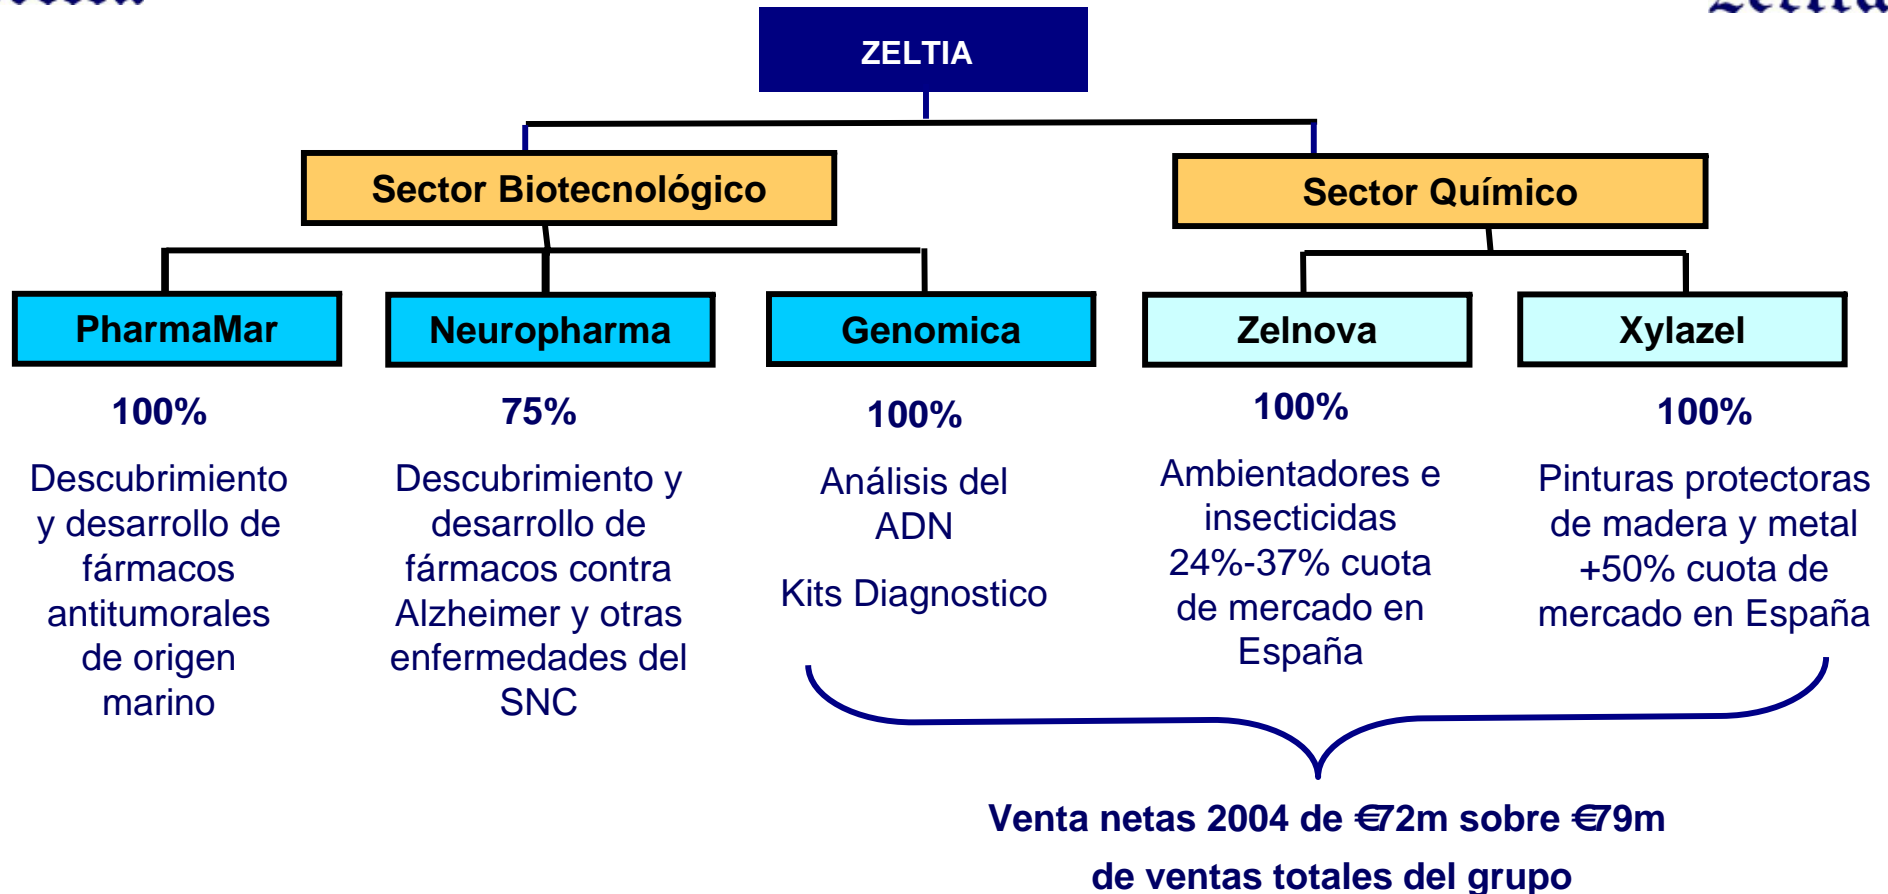 ZELTIA
Sector Biotecnológico
Sector Químico
PharmaMar
Neuropharma
Genomica
Zelnova
Xylazel
100%
75%
100%
100%
100%
Descubrimiento
y desarrollo de
fármacos
antitumorales
de origen
marino
Descubrimiento y
desarrollo de
fármacos contra
Alzheimer y otras
enfermedades del
SNC
Análisis del
ADN
Kits Diagnostico
Ambientadores e
insecticidas
24%-37% cuota
de mercado en
España
Pinturas protectoras
de madera y metal
+50% cuota de
mercado en España
Venta netas 2004 de €72m sobre €79m
de ventas totales del grupo